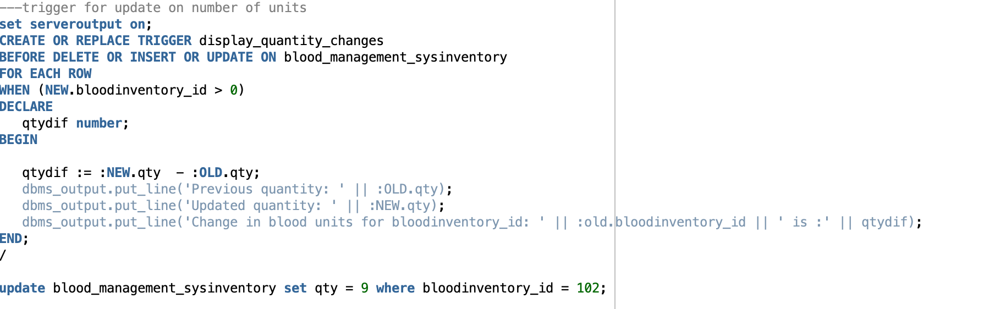 ---trigger for update on number of units
set serveroutput on;
CREATE OR REPLACE TRIGGER display_quantity_changes
BEFORE DELETE OR INSERT OR UPDATE ON blood_management_sysinventory
FOR EACH ROW
WHEN (NEW.bloodinventory_id > 0)
DECLARE
   qtydif number;
BEGIN

   qtydif := :NEW.qty  - :OLD.qty;
   dbms_output.put_line('Previous quantity: ' || :OLD.qty);
   dbms_output.put_line('Updated quantity: ' || :NEW.qty);
   dbms_output.put_line('Change in blood units for bloodinventory_id: ' || :old.bloodinventory_id || ' is :' || qtydif);
END;
/

update blood_management_sysinventory set qty = 9 where bloodinventory_id = 102;